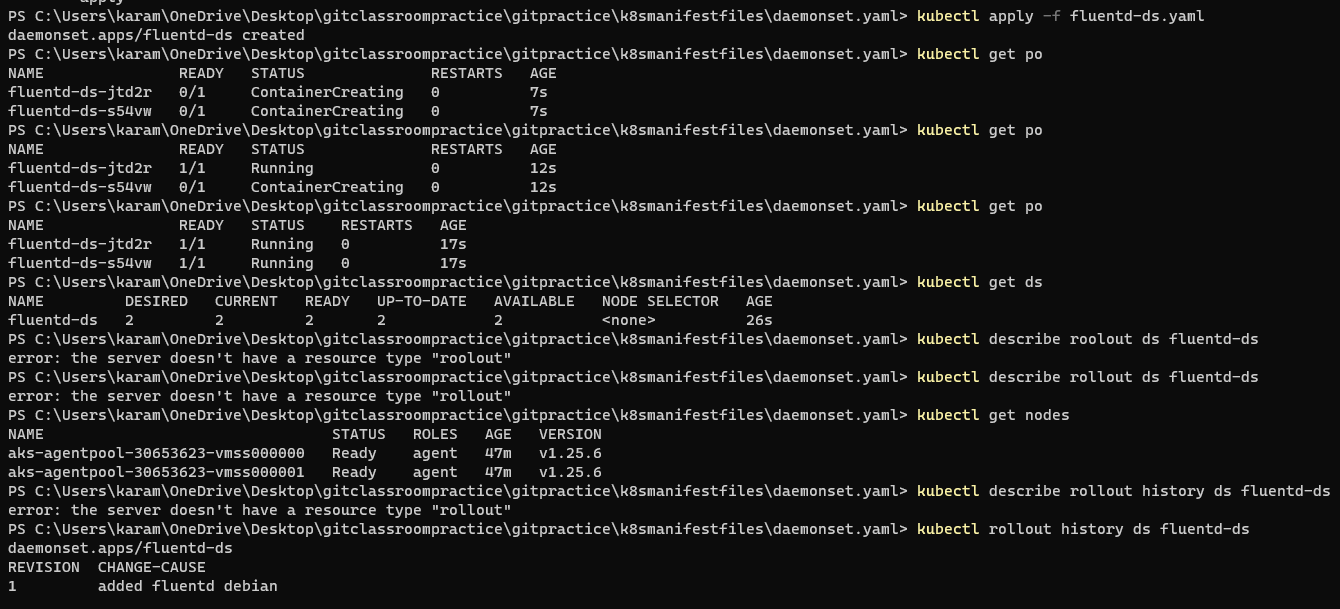 apply
PS C:\Users\karam\OneDrive\Desktop\gitclassroompractice\gitpractice\k8smanifestfiles\daemonset.yaml> kubectl apply -f fluentd-ds.yaml
daemonset.apps/fluentd-ds created
PS C:\Users\karam\OneDrive\Desktop\gitclassroompractice\gitpractice\k8smanifestfiles\daemonset.yaml> kubectl get po
NAME READY STATUS RESTARTS AGE
fluentd-ds-jtd2r 0/1 ContainerCreating 0 7s
fluentd-ds-s54vw 0/1 ContainerCreating 0 7s
PS C:\Users\karam\OneDrive\Desktop\gitclassroompractice\gitpractice\k8smanifestfiles\daemonset.yaml> kubectl get po
NAME READY STATUS RESTARTS AGE
fluentd-ds-jtd2r 1/1 Running 0 12s
fluentd-ds-s54vw 0/1 ContainerCreating 0 12s
PS C:\Users\karam\OneDrive\Desktop\gitclassroompractice\gitpractice\k8smanifestfiles\daemonset.yaml> kubectl get po
NAME READY STATUS RESTARTS AGE
fluentd-ds-jtd2r 1/1 Running 0 17s
fluentd-ds-s54vw 1/1 Running 0 17s
PS C:\Users\karam\OneDrive\Desktop\gitclassroompractice\gitpractice\k8smanifestfiles\daemonset.yaml> kubectl get ds
NAME DESIRED CURRENT READY UP-TO-DATE AVAILABLE NODE SELECTOR AGE
fluentd-ds 2 2 2 2 2 <none> 26s
PS C:\Users\karam\OneDrive\Desktop\gitclassroompractice\gitpractice\k8smanifestfiles\daemonset.yaml> kubectl describe roolout ds fluentd-ds
error: the server doesn't have a resource type "roolout"
PS C:\Users\karam\OneDrive\Desktop\gitclassroompractice\gitpractice\k8smanifestfiles\daemonset.yaml> kubectl describe rollout ds fluentd-ds
error: the server doesn't have a resource type "rollout"
PS C:\Users\karam\OneDrive\Desktop\gitclassroompractice\gitpractice\k8smanifestfiles\daemonset.yaml> kubectl get nodes
NAME STATUS ROLES AGE VERSION
aks-agentpool-30653623-vmss000000 Ready agent 47m v1.25.6
aks-agentpool-30653623-vmss000001 Ready agent 47m v1.25.6
PS C:\Users\karam\OneDrive\Desktop\gitclassroompractice\gitpractice\k8smanifestfiles\daemonset.yaml> kubectl describe rollout history ds fluentd-ds
error: the server doesn't have a resource type "rollout"
PS C:\Users\karam\OneDrive\Desktop\gitclassroompractice\gitpractice\k8smanifestfiles\daemonset.yaml> kubectl rollout history ds fluentd-ds
daemonset.apps/fluentd-ds
REVISION CHANGE-CAUSE
1 added fluentd debian